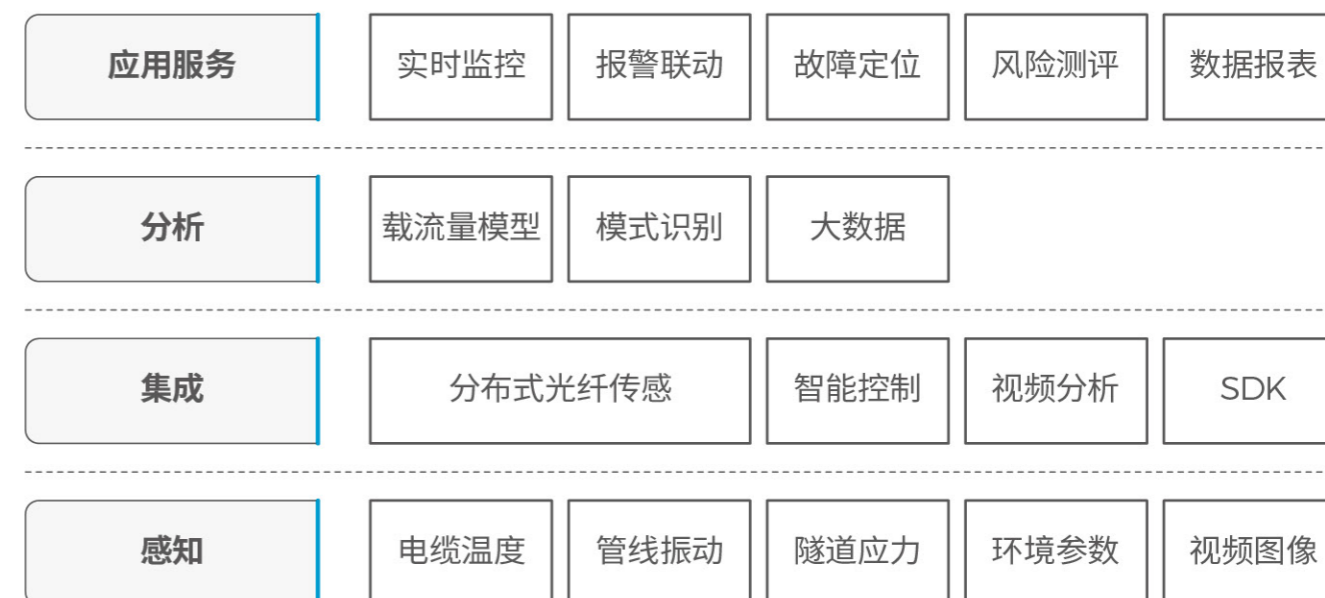 应用服务 实时监控 报警联动 故障定位 风险测评 数据报表
分析 载流量模型 模式识别 大数据
集成 分布式光纤传感 智能控制 视频分析 SDK
感知 电缆温度 管线振动 隧道应力 环境参数 视频图像